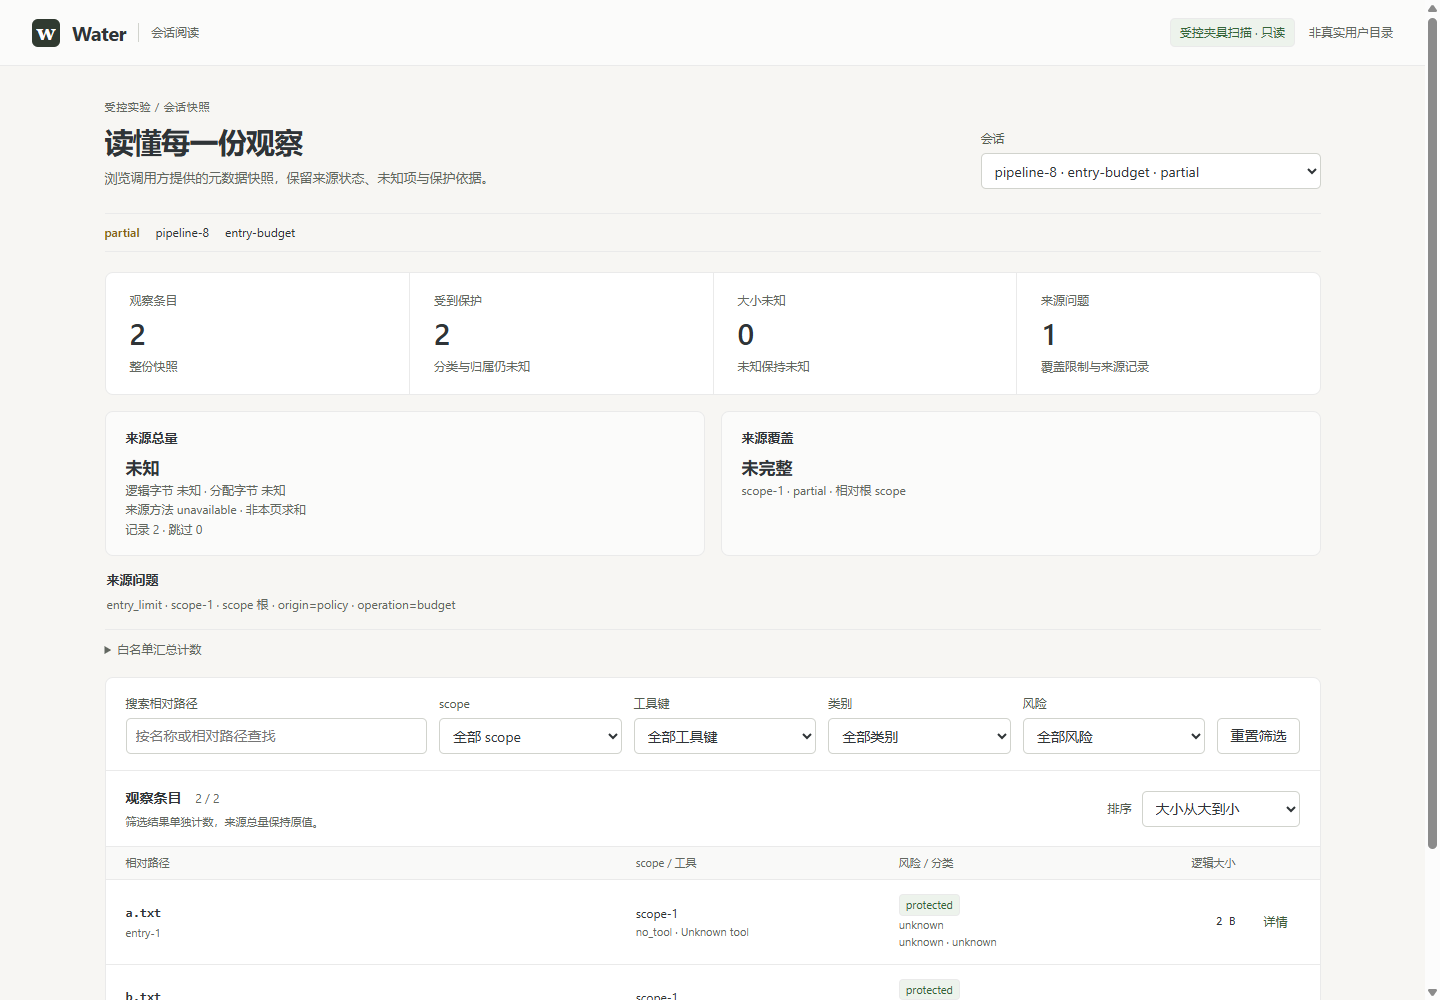 W Water 会话阅读 受控夹具扫描 · 只读 非真实用户目录
受控实验 / 会话快照
读懂每一份观察
浏览调用方提供的元数据快照，保留来源状态、未知项与保护依据。
会话
pipeline-8 · entry-budget · partial
partial pipeline-8 entry-budget
观察条目
2
整份快照
受到保护
2
分类与归属仍未知
大小未知
0
未知保持未知
来源问题
1
覆盖限制与来源记录
来源总量
未知
逻辑字节 未知 · 分配字节 未知
来源方法 unavailable · 非本页求和
记录 2 · 跳过 0
来源覆盖
未完整
scope-1 · partial · 相对根 scope
来源问题
entry_limit · scope-1 · scope 根 · origin=policy · operation=budget
白名单汇总计数
搜索相对路径 scope 工具键 类别 风险
按名称或相对路径查找 全部 scope 全部工具键 全部类别 全部风险 重置筛选
观察条目 2 / 2
筛选结果单独计数，来源总量保持原值。
排序 大小从大到小
相对路径 scope / 工具 风险 / 分类 逻辑大小
a.txt
entry-1
scope-1
no_tool · Unknown tool
protected
unknown
unknown · unknown
2 B 详情
b.txt scope-1 protected